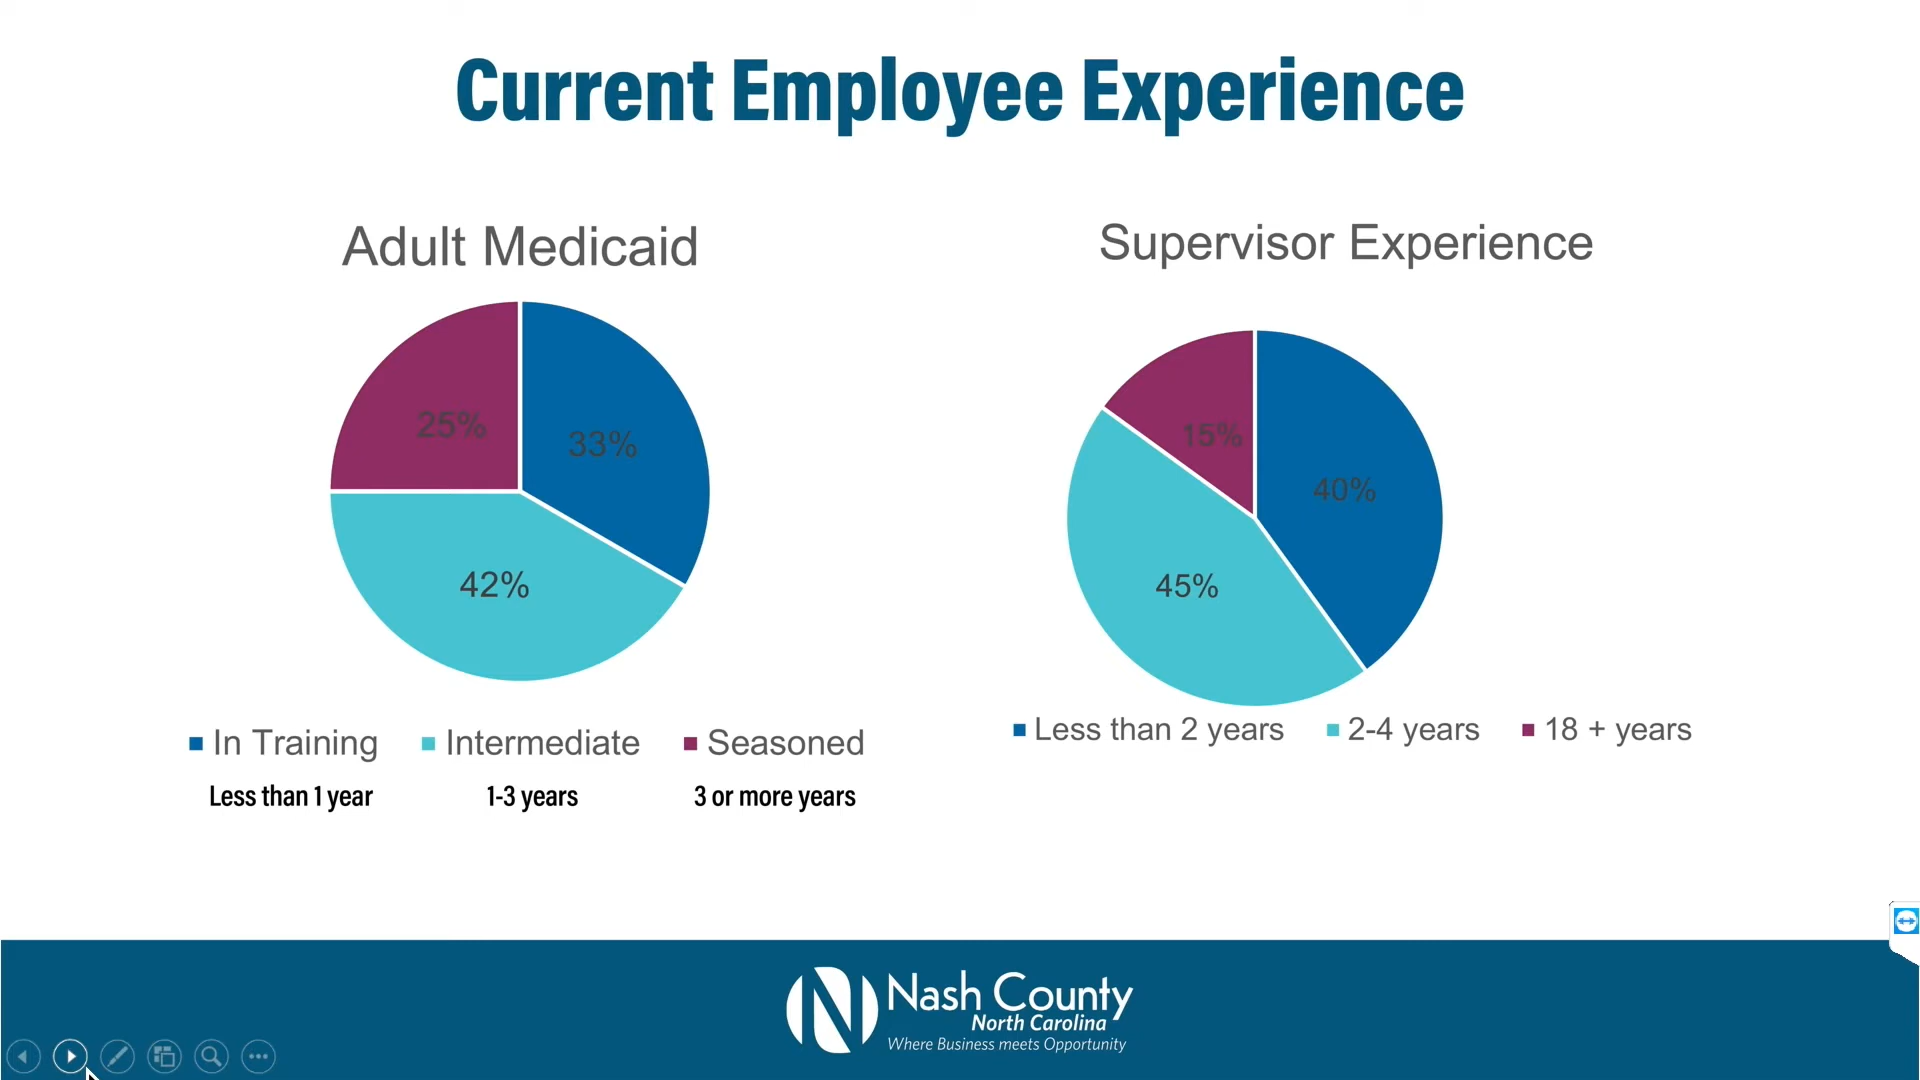 Current Employee Experience
Adult Medicaid
25%
33%
42%
In Training
Intermediate
Seasoned
Less than 1 year
1-3 years
3 or more years
Supervisor Experience
15%
40%
45%
Less than 2 years
2-4 years
18 + years
Nash County
North Carolina
Where Business meets Opportunity